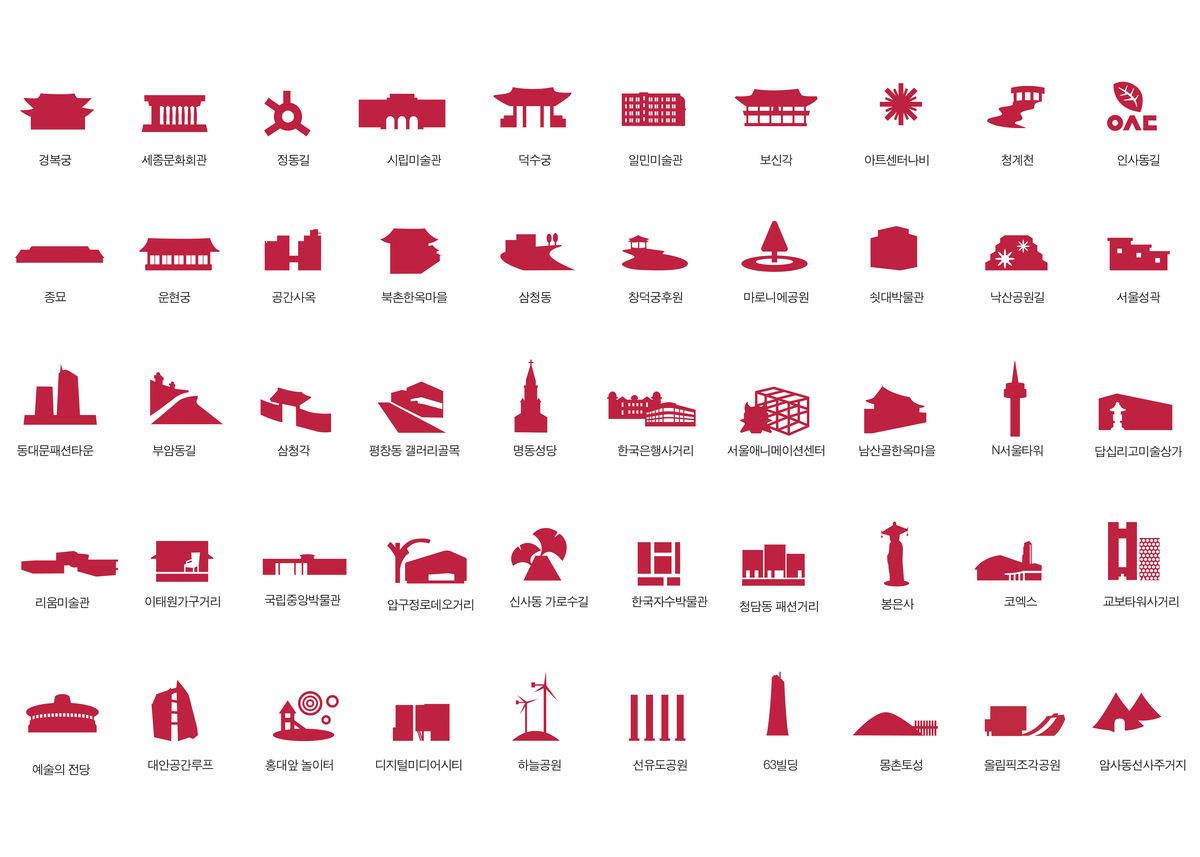 경복궁
세종문화회관
정동길
시립미술관
덕수궁
일민미술관
보신각
아트센터나비
청계천
인사동길
종묘
운현궁
공간사옥
북촌한옥마을
삼청동
창덕궁후원
마로니에공원
쇳대박물관
낙산공원길
서울성곽
동대문패션타운
부암동길
삼청각
평창동 갤러리골목
명동성당
한국은행사거리
서울애니메이션센터
남산골한옥마을
N서울타워
답십리고미술상가
리움미술관
이태원가구거리
국립중앙박물관
압구정로데오거리
신사동 가로수길
한국자수박물관
청담동 패션거리
봉은사
코엑스
교보타워사거리
예술의 전당
대안공간루프
홍대앞 놀이터
디지털미디어시티
하늘공원
선유도공원
63빌딩
몽촌토성
올림픽조각공원
암사동선사주거지